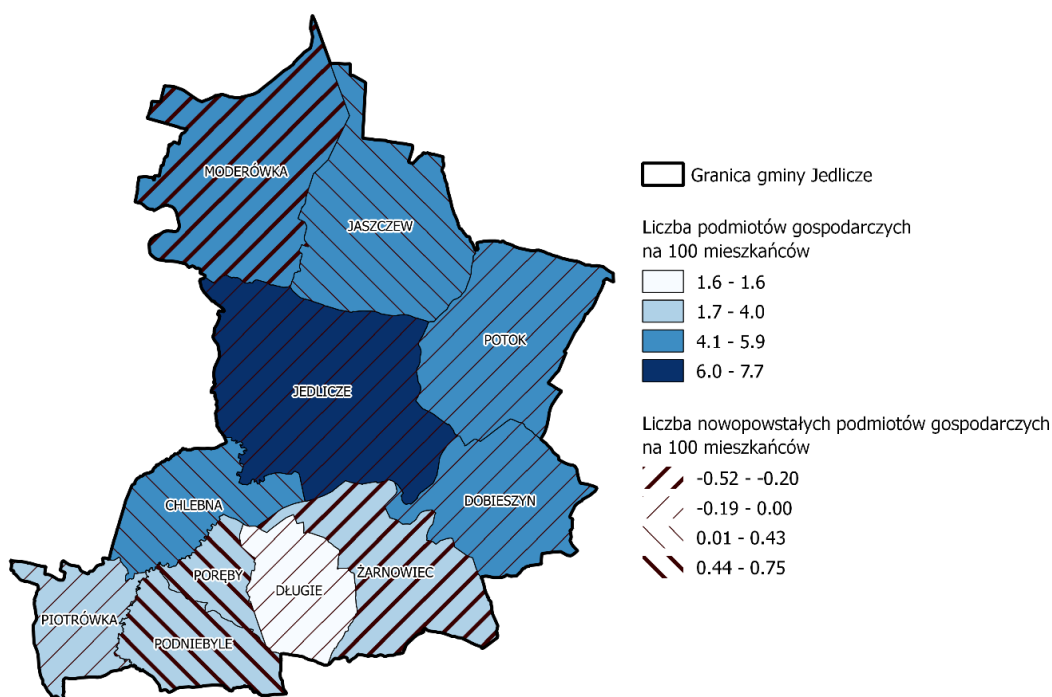 MODERÓWKA
JASZCZEW
POTOK
JEDLICZE
CHLEBNA
DOBIESZYN
PORĘBY
ŻARNOWIEC
DŁUGIE
PIOTRÓWKA
PODNIEBYLE
Granica gminy Jedlicze
Liczba podmiotów gospodarczych
na 100 mieszkańców
1.6 - 1.6
1.7 - 4.0
4.1 - 5.9
6.0 - 7.7
Liczba nowopowstałych podmiotów gospodarczych
na 100 mieszkańców
-0.52 - -0.20
-0.19 - 0.00
0.01 - 0.43
0.44 - 0.75